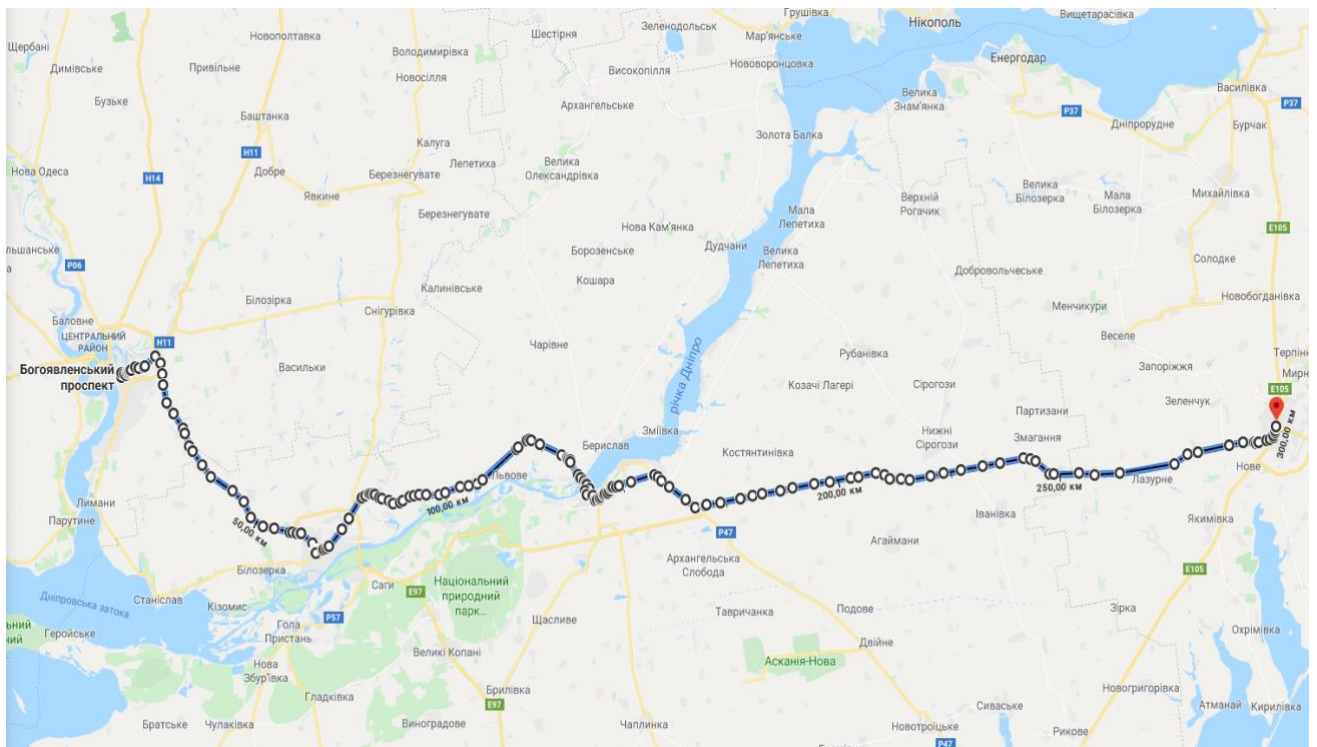 Грушівка
Вищетарасівка
Нікополь
Зеленодольськ
Шестірня
Мар'янське
Новополтавка
Щербані
Володимирівка
Нововоронцовка
Енергодар
Димівське
Привільне
Новосілля
Високопілля
Василівка
Бузьке
Архангельське
Велика
Знам'янка
P37
P37
Баштанка
Дніпрорудне
Бурчак
Золота Балка
Калуга
H11
Лепетиха
Велика
Олександрівка
Нова Одеса
H14
Добре
Березнегувате
Явкине
Велика
Білозерка
Мала
Білозерка
Михайлівка
Верхній
Рогачик
Березнегувате
Мала
Лепетиха
Нова Кам'янка
E105
льшанське
а
Борозенське
Дудчани
Велика
Лепетиха
Солодке
P06
Кошара
Добровольчеське
Калинівське
Білозірка
Новобогданівка
Снігурівка
Менчикури
Баловне
ЦЕНТРАЛЬНИЙ
РАЙОН
H11
Веселе
Чарівне
Рубанівка
Терпінн
Богоявленський
проспект
Васильки
річка Дніпро
Запоріжжя
Мирн
Козачі Лагері
Сірогози
E105
Зеленчук
Партизани
Зміївка
Нижні
Сірогози
Змагання
300,00 км
Берислав
Костянтинівка
Нове
Львове
Лазурне
250,00 км
200,00 км
Лимани
100,00 км
Іванівка
Парутине
50,00 км
Якимівка
P47
Агаймани
Архангельська
Слобода
Білозерка
E105
Саги
Національний
природний
парк...
E97
Дніпровська затока
Станіслав
Кізомис
Зірка
Тавричанка
Подове
P57
Щасливе
ьний
ний
Геройське
Гола
Пристань
Охрімівка
Двійне
Великі Копані
Асканія-Нова
Нова
Збур'ївка
Новогригорівка
Брилівка
Гладківка
E97
Сиваське
Атманай
Кирилівка
Братське
Чулаківка
Виноградове
Чаплинка
Новотроїцьке
Рикове
P47